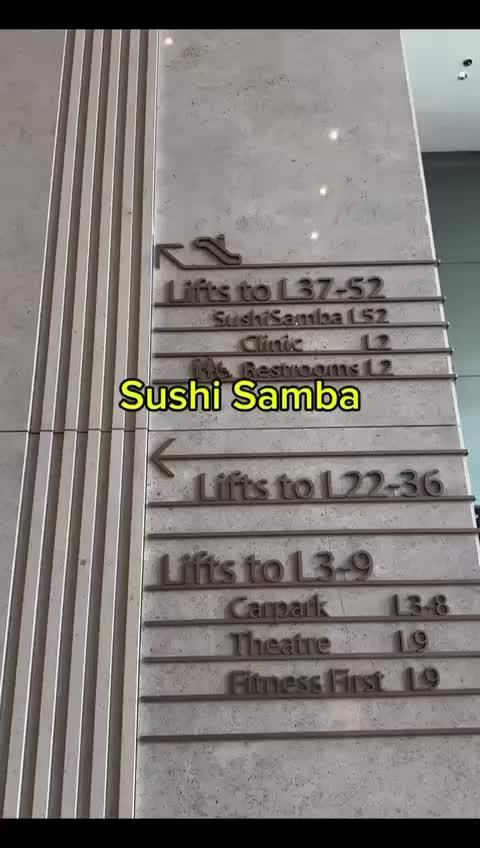 Lifts to L37-52
SushiSamba L52
Clinic L2
Restrooms L2
Sushi Samba
Lifts to L22-36
Lifts to L3-9
Carpark L3-8
Theatre L9
Fitness First L9